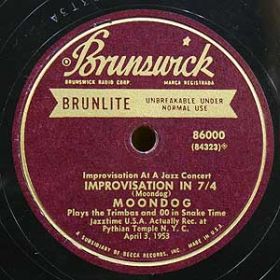 Brunswick
BRUNSWICK RADIO CORP. MARCA REGISTRADA
BRUNLITE
UNBREAKABLE UNDER
NORMAL USE
86000
(84323)
Improvisation At A Jazz Concert
IMPROVISATION IN 7/4
(Moondog)
MOONDOG
Plays the Trimbas and 00 in Snake Time
Jazztime U.S.A. Actually Rec. at
Pythian Temple N. Y. C.
April 3, 1953
A SUBSIDIARY OF DECCA RECORDS, INC. MADE IN U.S.A.